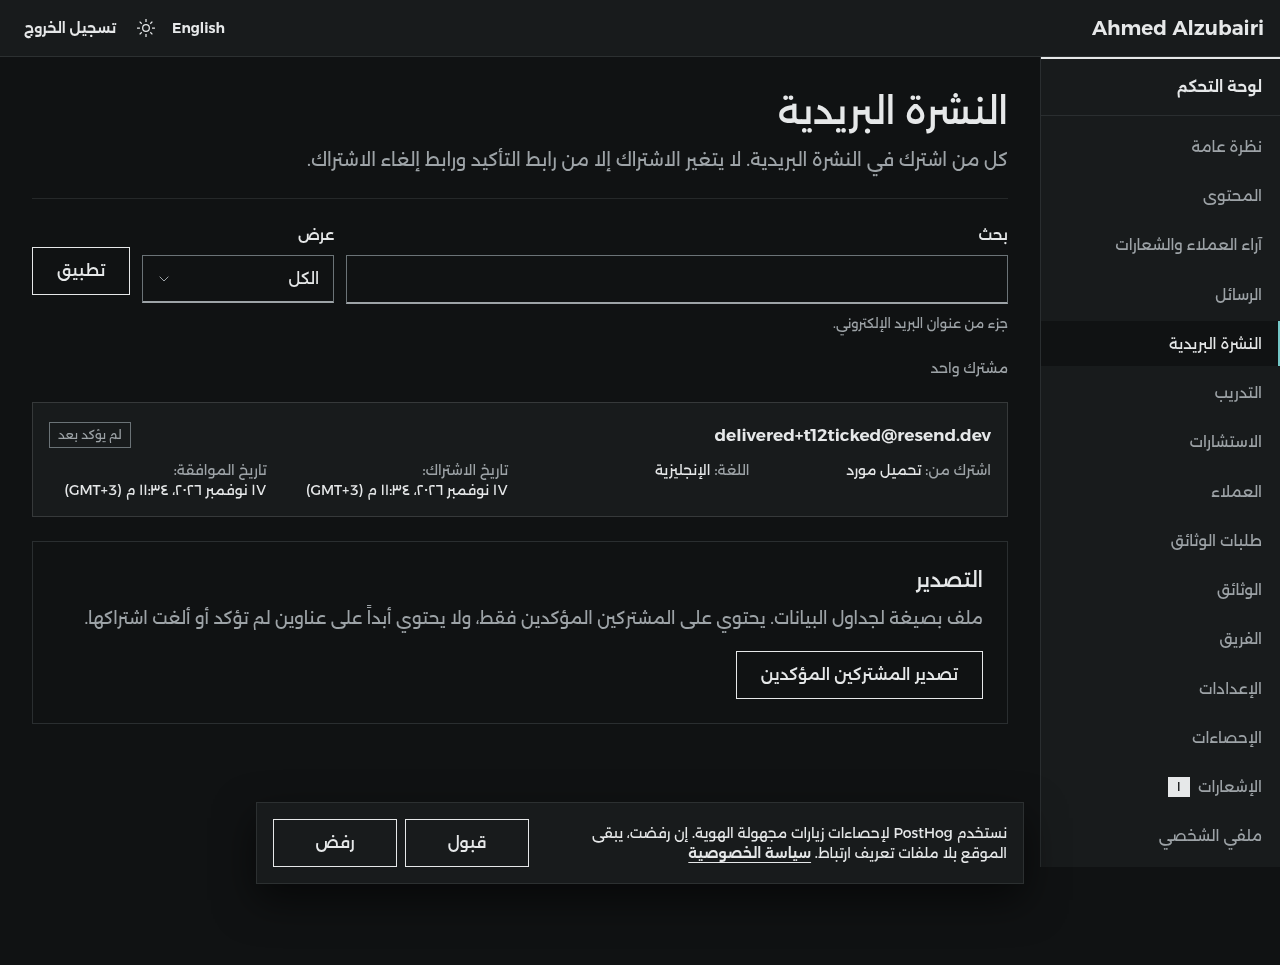 Ahmed Alzubairi
English
تسجيل الخروج
لوحة التحكم
نظرة عامة
المحتوى
آراء العملاء والشعارات
الرسائل
النشرة البريدية
التدريب
الاستشارات
العملاء
طلبات الوثائق
الوثائق
الفريق
الإعدادات
الإحصاءات
الإشعارات ١
ملفي الشخصي
النشرة البريدية
كل من اشترك في النشرة البريدية. لا يتغير الاشتراك إلا من رابط التأكيد ورابط إلغاء الاشتراك.
بحث
عرض
الكل
تطبيق
جزء من عنوان البريد الإلكتروني.
مشترك واحد
delivered+t12ticked@resend.dev
لم يؤكد بعد
اشترك من: تحميل مورد
اللغة: الإنجليزية
تاريخ الاشتراك:
١٧ نوفمبر ٢٠٢٦، ١١:٣٤ م (GMT+3)
تاريخ الموافقة:
١٧ نوفمبر ٢٠٢٦، ١١:٣٤ م (GMT+3)
التصدير
ملف بصيغة لجداول البيانات. يحتوي على المشتركين المؤكدين فقط، ولا يحتوي أبداً على عناوين لم تؤكد أو ألغت اشتراكها.
تصدير المشتركين المؤكدين
نستخدم PostHog لإحصاءات زيارات مجهولة الهوية. إن رفضت، يبقى
الموقع بلا ملفات تعريف ارتباط. سياسة الخصوصية
قبول
رفض